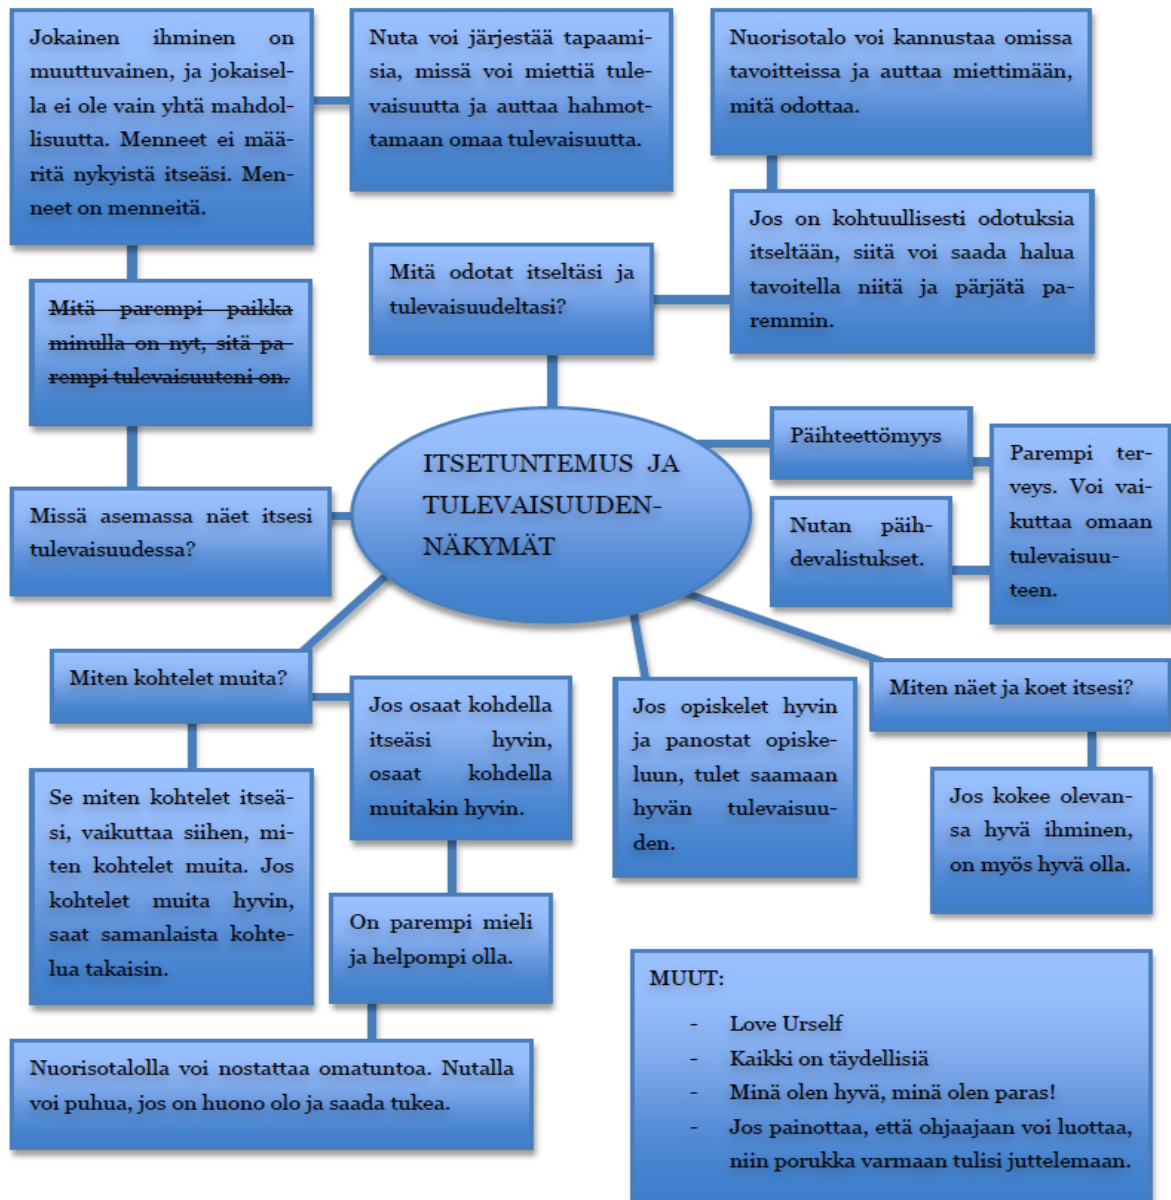 Jokainen ihminen on
muuttuvainen, ja jokaisel-
la ei ole vain yhtä mahdol-
lisuutta. Menneet ei mää-
ritä nykyistä itseäsi. Men-
neet on menneitä.
Nuta voi järjestää tapaami-
sia, missä voi miettiä tule-
vaisuutta ja auttaa hahmot-
tamaan omaa tulevaisuutta.
Nuorisotalo voi kannustaa omissa
tavoitteissa ja auttaa miettimään,
mitä odottaa.
Jos on kohtuullisesti odotuksia
itseltään, siitä voi saada halua
tavoitella niitä ja pärjätä pa-
remmin.
Mitä odotat itseltäsi ja
tulevaisuudeltasi?
Mitä parempi paikka
minulla on nyt, sitä pa-
rempi tulevaisuuteni on.
Missä asemassa näet itsesi
tulevaisuudessa?
ITSETUNTEMUS JA
TULEVAISUUDEN-
NÄKYMÄT
Päihteettömyys
Parempi ter-
veys. Voi vai-
kuttaa omaan
tulevaisuu-
teen.
Nutan päih-
devalistukset.
Miten kohtelet muita?
Jos osaat kohdella
itseäsi hyvin,
osaat kohdella
muitakin hyvin.
Se miten kohtelet itseä-
si, vaikuttaa siihen, mi-
ten kohtelet muita. Jos
kohtelet muita hyvin,
saat samanlaista kohte-
lua takaisin.
On parempi mieli
ja helpompi olla.
Nuorisotalolla voi nostattaa omatuntoa. Nutalla
voi puhua, jos on huono olo ja saada tukea.
Jos opiskelet hyvin
ja panostat opiske-
luun, tulet saamaan
hyvän tulevaisuu-
den.
Miten näet ja koet itsesi?
Jos kokee olevan-
sa hyvä ihminen,
on myös hyvä olla.
MUUT:
- Love Urself
- Kaikki on täydellisiä
- Minä olen hyvä, minä olen paras!
- Jos painottaa, että ohjaajaan voi luottaa,
niin porukka varmaan tulisi juttelemaan.